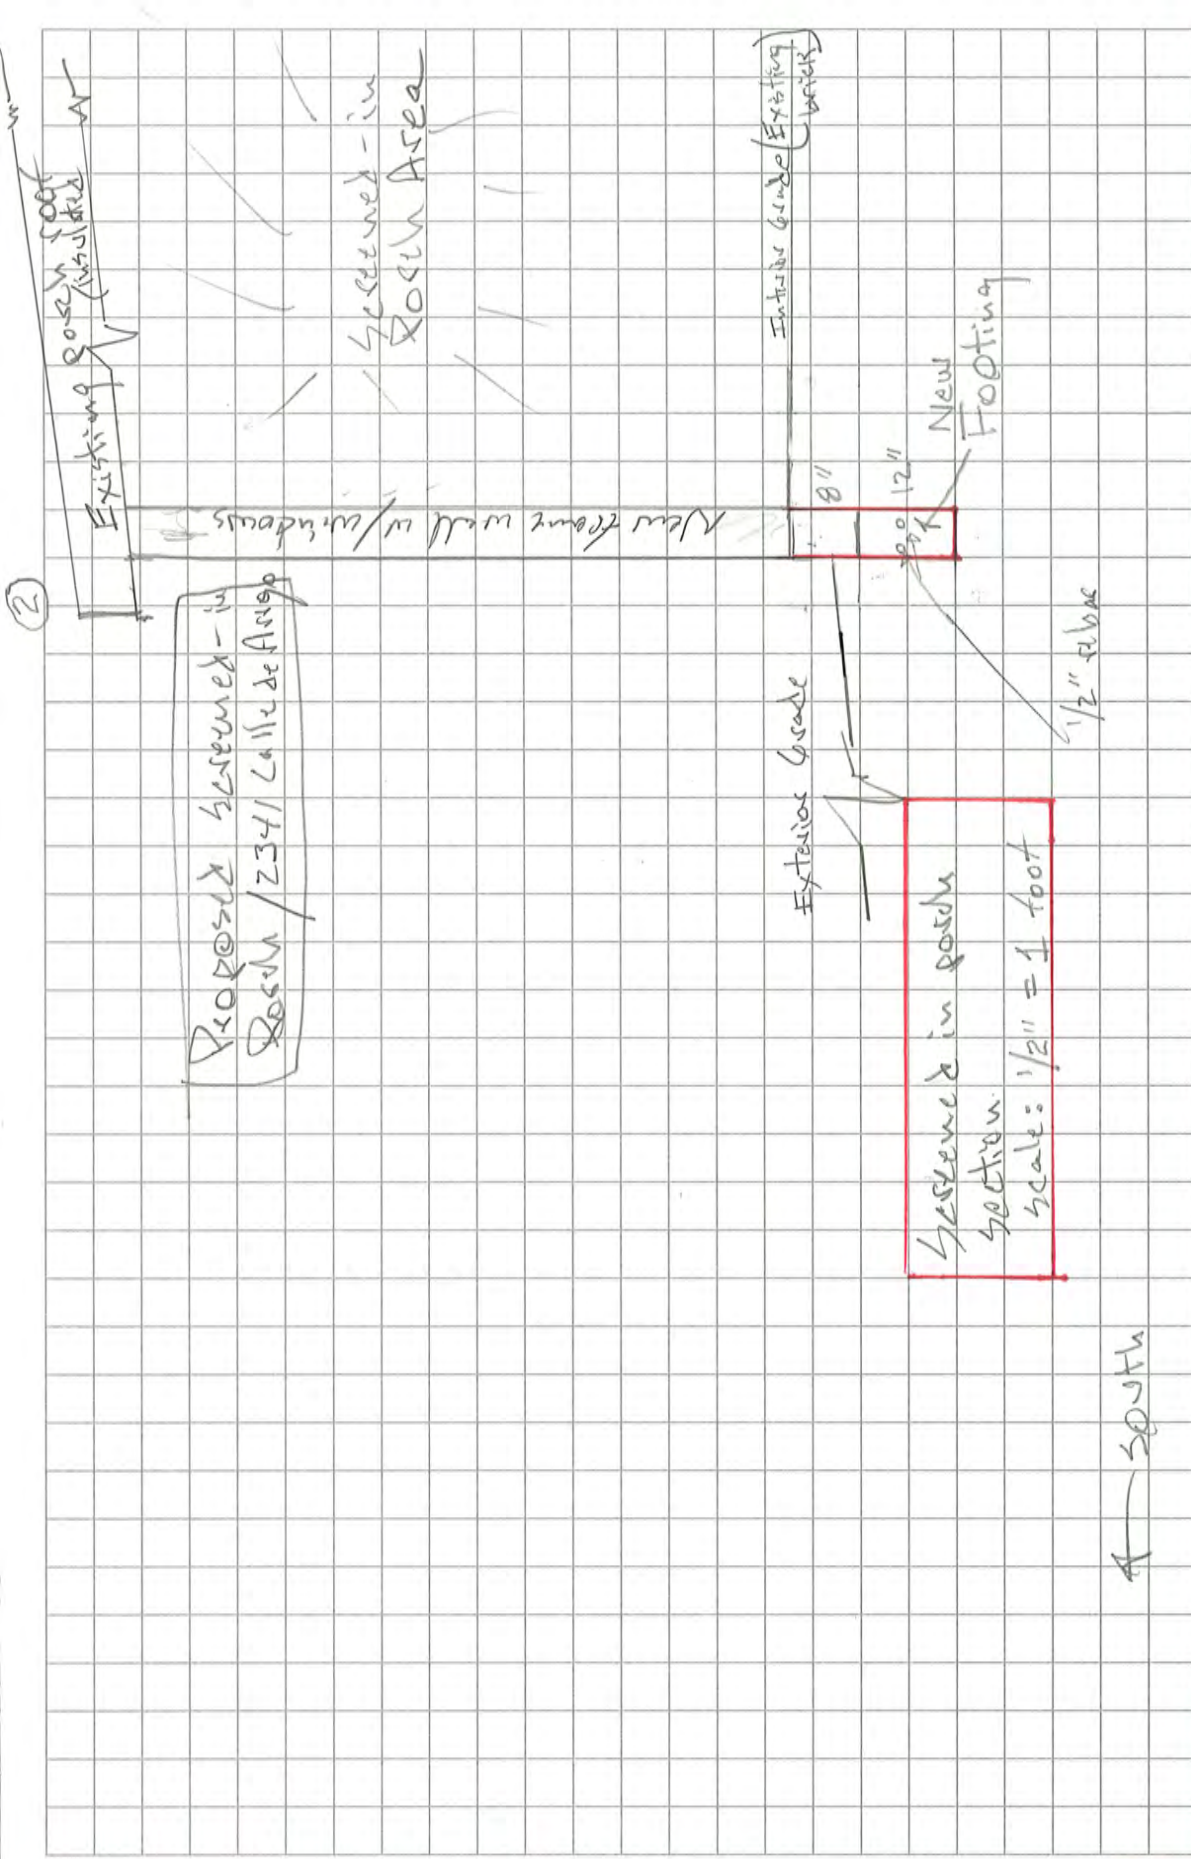 ②
Existing porch roof
(insulated
Screened-in
Porch Area
Proposed Screened-in
Porch / 2341 Calle de Arroyo
New frame wall w/windows
Interior Grade (Existing
brick)
8"
12"
New
Footing
Exterior Grade
1/2" rebar
Screened in porch
section.
Scale: 1/2" = 1 foot
South